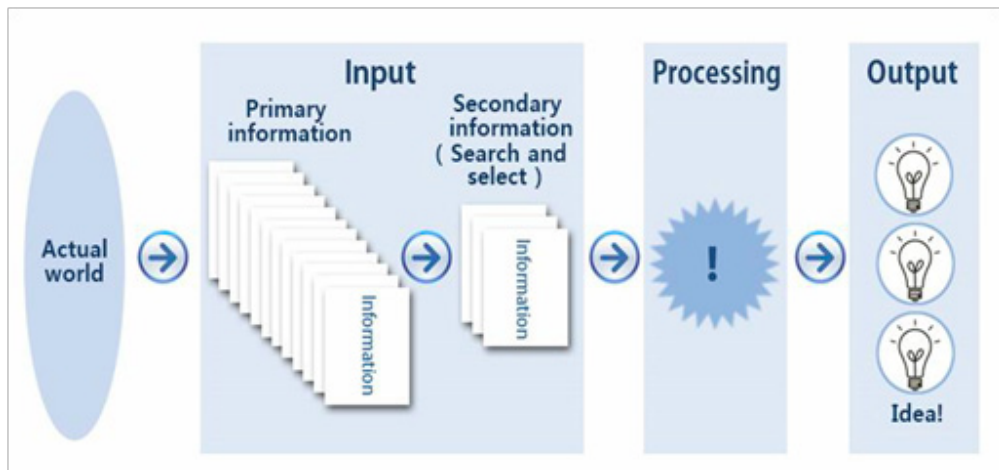 Input
Processing
Output
Primary
information
Secondary
information
( Search and
select )
Actual
world
Information
Information
!
Idea!